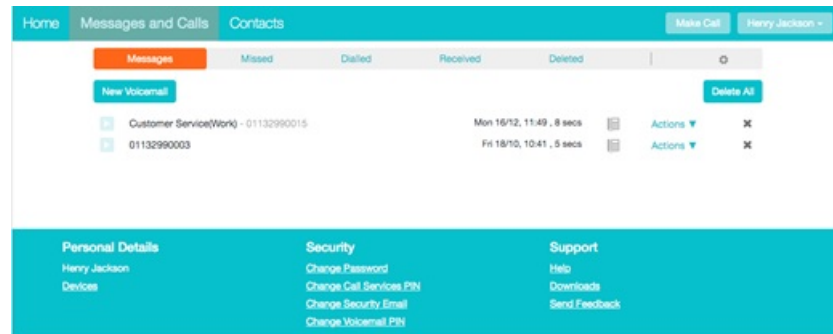 Home Messages and Calls Contacts Make Call Henry Jackson
Messages Missed Dialled Received Deleted
New Voicemail Delete All
Customer Service(Work) - 01132990015 Mon 16/12, 11:49 , 8 secs Actions ▼
01132990003 Fri 18/10, 10:41 , 5 secs Actions ▼
Personal Details Security Support
Henry Jackson Change Password Help
Devices Change Call Services PIN Downloads
Change Security Email Send Feedback
Change Voicemail PIN